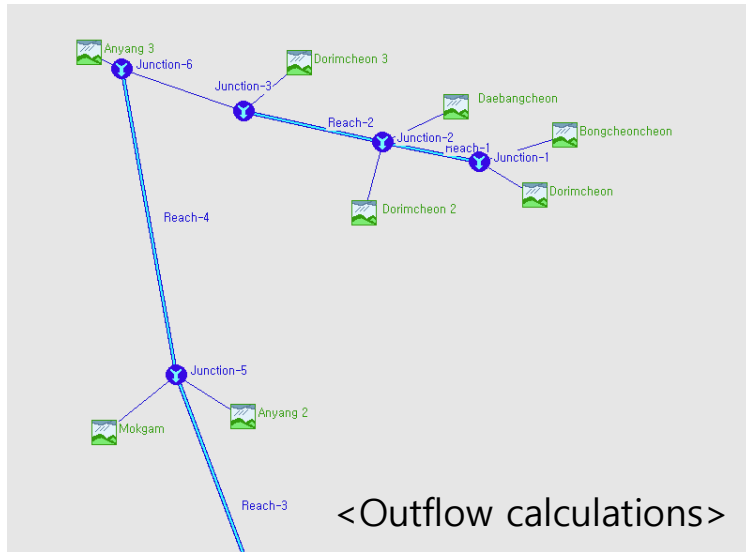 Anyang 3
Junction-6
Dorimcheon 3
Junction-3
Daebangcheon
Reach-2
Junction-2
Bongcheoncheon
Reach-1
Junction-1
Dorimcheon
Dorimcheon 2
Reach-4
Junction-5
Anyang 2
Mokgam
Reach-3
<Outflow calculations>